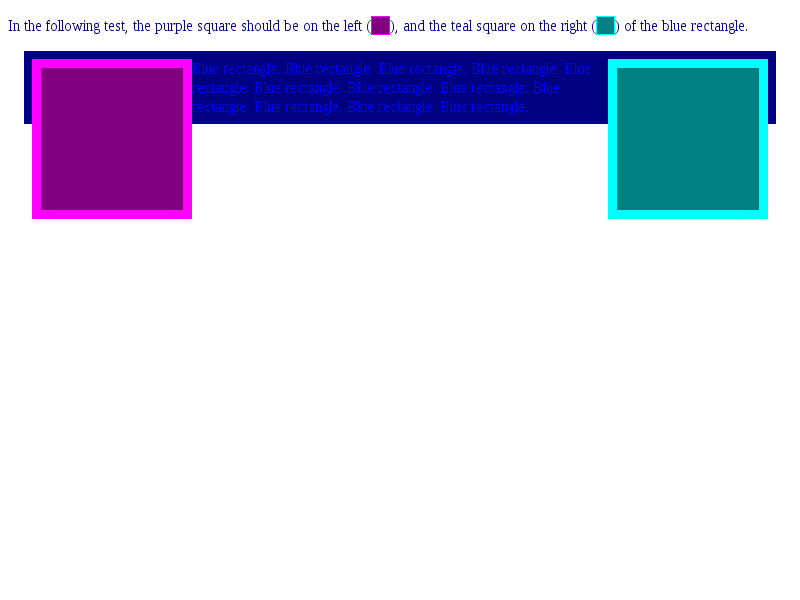 In the following test, the purple square should be on the left ( ), and the teal square on the right ( ) of the blue rectangle.
Blue rectangle. Blue rectangle. Blue rectangle. Blue rectangle. Blue
rectangle. Blue rectangle. Blue rectangle. Blue rectangle. Blue
rectangle. Blue rectangle. Blue rectangle. Blue rectangle.